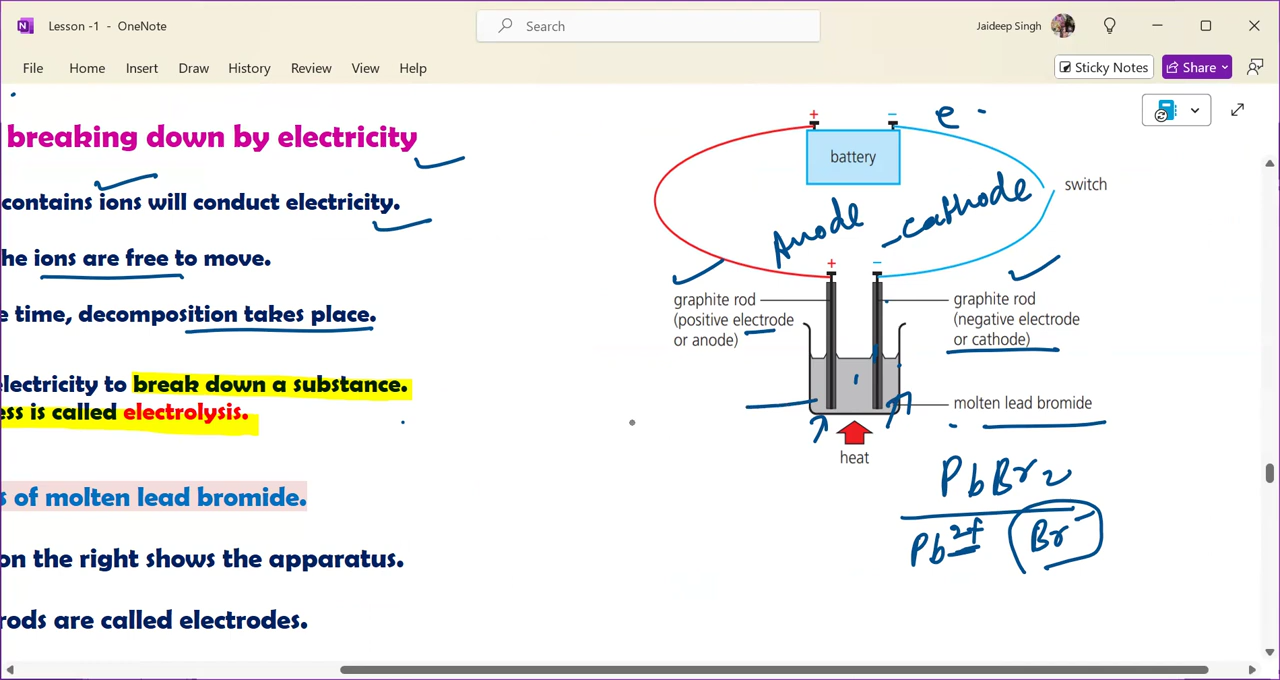 Lesson -1 - OneNote
Search
Jaideep Singh
File Home Insert Draw History Review View Help
Sticky Notes
Share
breaking down by electricity
contains ions will conduct electricity.
he ions are free to move.
e time, decomposition takes place.
electricity to break down a substance.
ess is called electrolysis.
s of molten lead bromide.
on the right shows the apparatus.
rods are called electrodes.
+ − e -
battery
switch
Anode -cathode
+ −
graphite rod
(positive electrode
or anode)
graphite rod
(negative electrode
or cathode)
molten lead bromide
heat
PbBr2
Pb2+ Br-